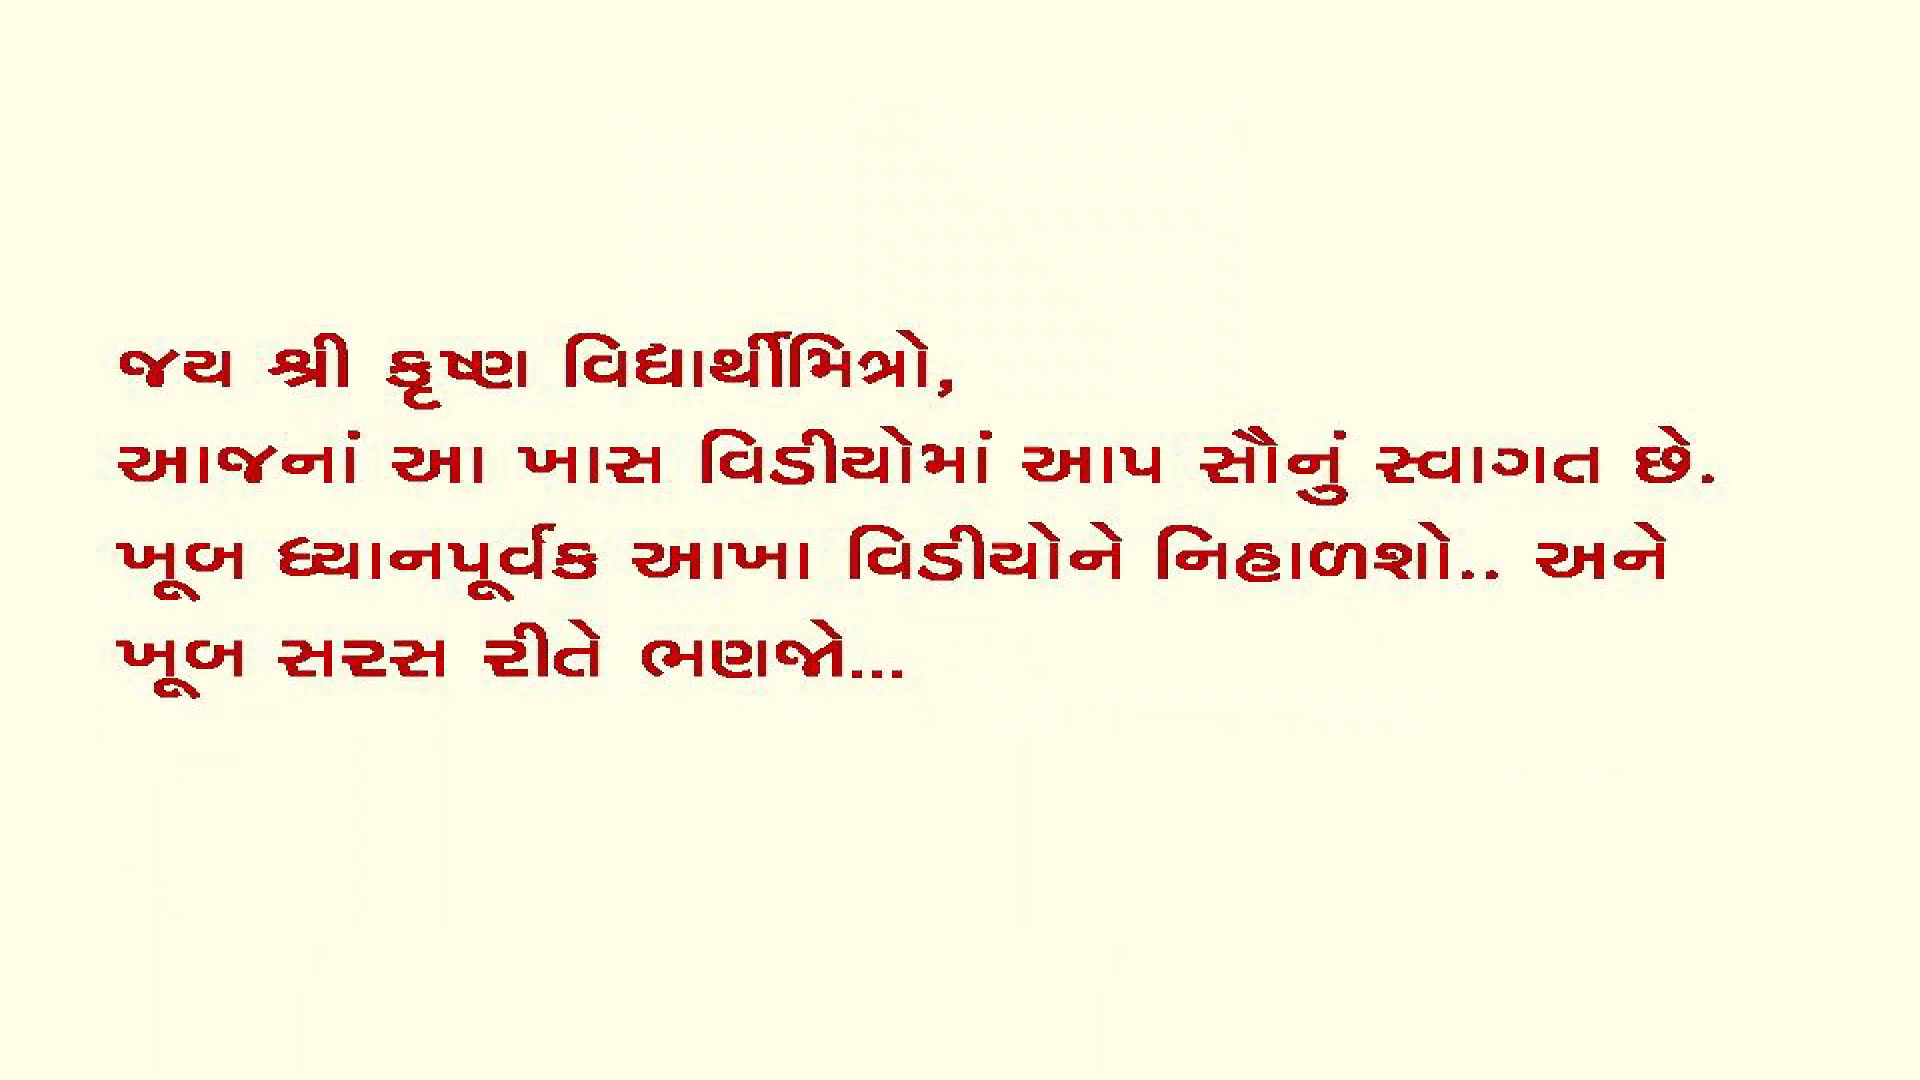 જય શ્રી કૃષ્ણ વિદ્યાર્થીમિત્રો,
આજનાં આ ખાસ વિડીયોમાં આપ સૌનું સ્વાગત છે.
ખૂબ ધ્યાનપૂર્વક આખા વિડીયોને નિહાળશો.. અને
ખૂબ સરસ રીતે ભણજો...